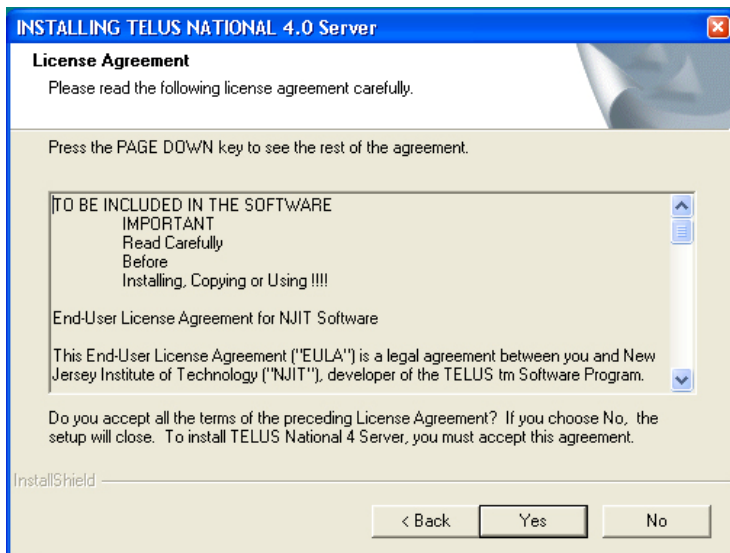 INSTALLING TELUS NATIONAL 4.0 Server
License Agreement
Please read the following license agreement carefully.
Press the PAGE DOWN key to see the rest of the agreement.
TO BE INCLUDED IN THE SOFTWARE
IMPORTANT
Read Carefully
Before
Installing, Copying or Using !!!!
End-User License Agreement for NJIT Software
This End-User License Agreement ("EULA") is a legal agreement between you and New
Jersey Institute of Technology ("NJIT"), developer of the TELUS tm Software Program.
Do you accept all the terms of the preceding License Agreement? If you choose No, the
setup will close. To install TELUS National 4 Server, you must accept this agreement.
InstallShield
< Back
Yes
No